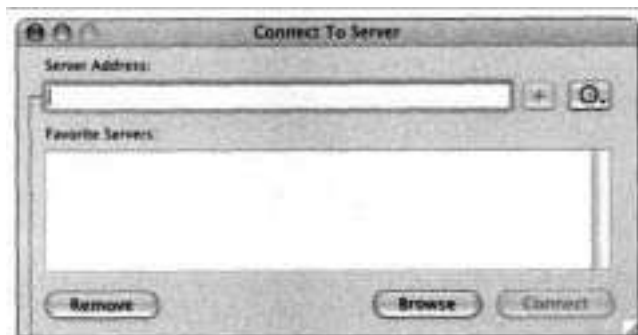 Connect To Server
Server Address:
+
Favorite Servers:
Remove Browse Connect